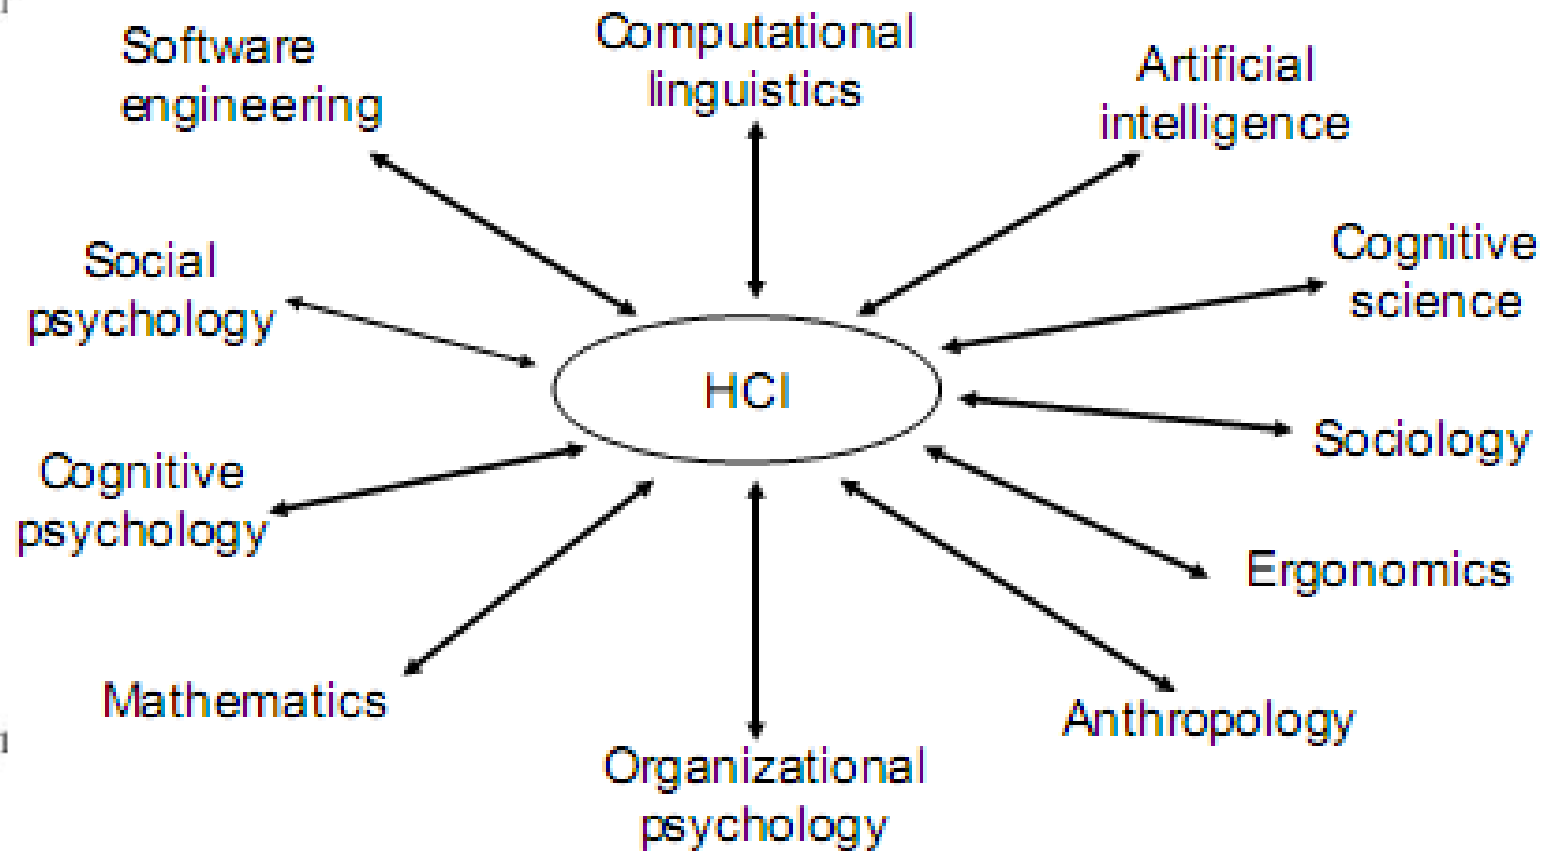 Software
engineering
Computational
linguistics
Artificial
intelligence
Social
psychology
Cognitive
science
HCI
Sociology
Cognitive
psychology
Ergonomics
Mathematics
Anthropology
Organizational
psychology